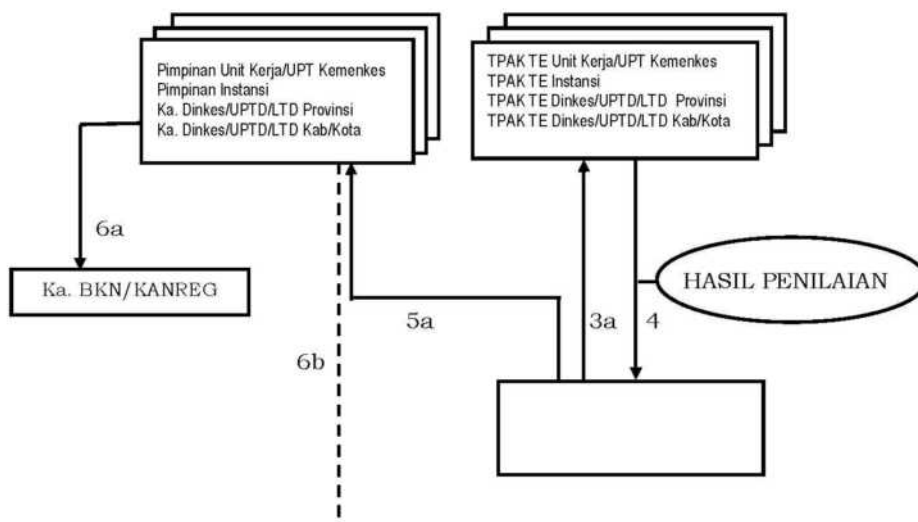 Pimpinan Unit Kerja/UPT Kemenkes
Pimpinan Instansi
Ka. Dinkes/UPTD/LTD Provinsi
Ka. Dinkes/UPTD/LTD Kab/Kota
TPAK TE Unit Kerja/UPT Kemenkes
TPAK TE Instansi
TPAK TE Dinkes/UPTD/LTD Provinsi
TPAK TE Dinkes/UPTD/LTD Kab/Kota
6a
Ka. BKN/KANREG
HASIL PENILAIAN
5a
3a
4
6b